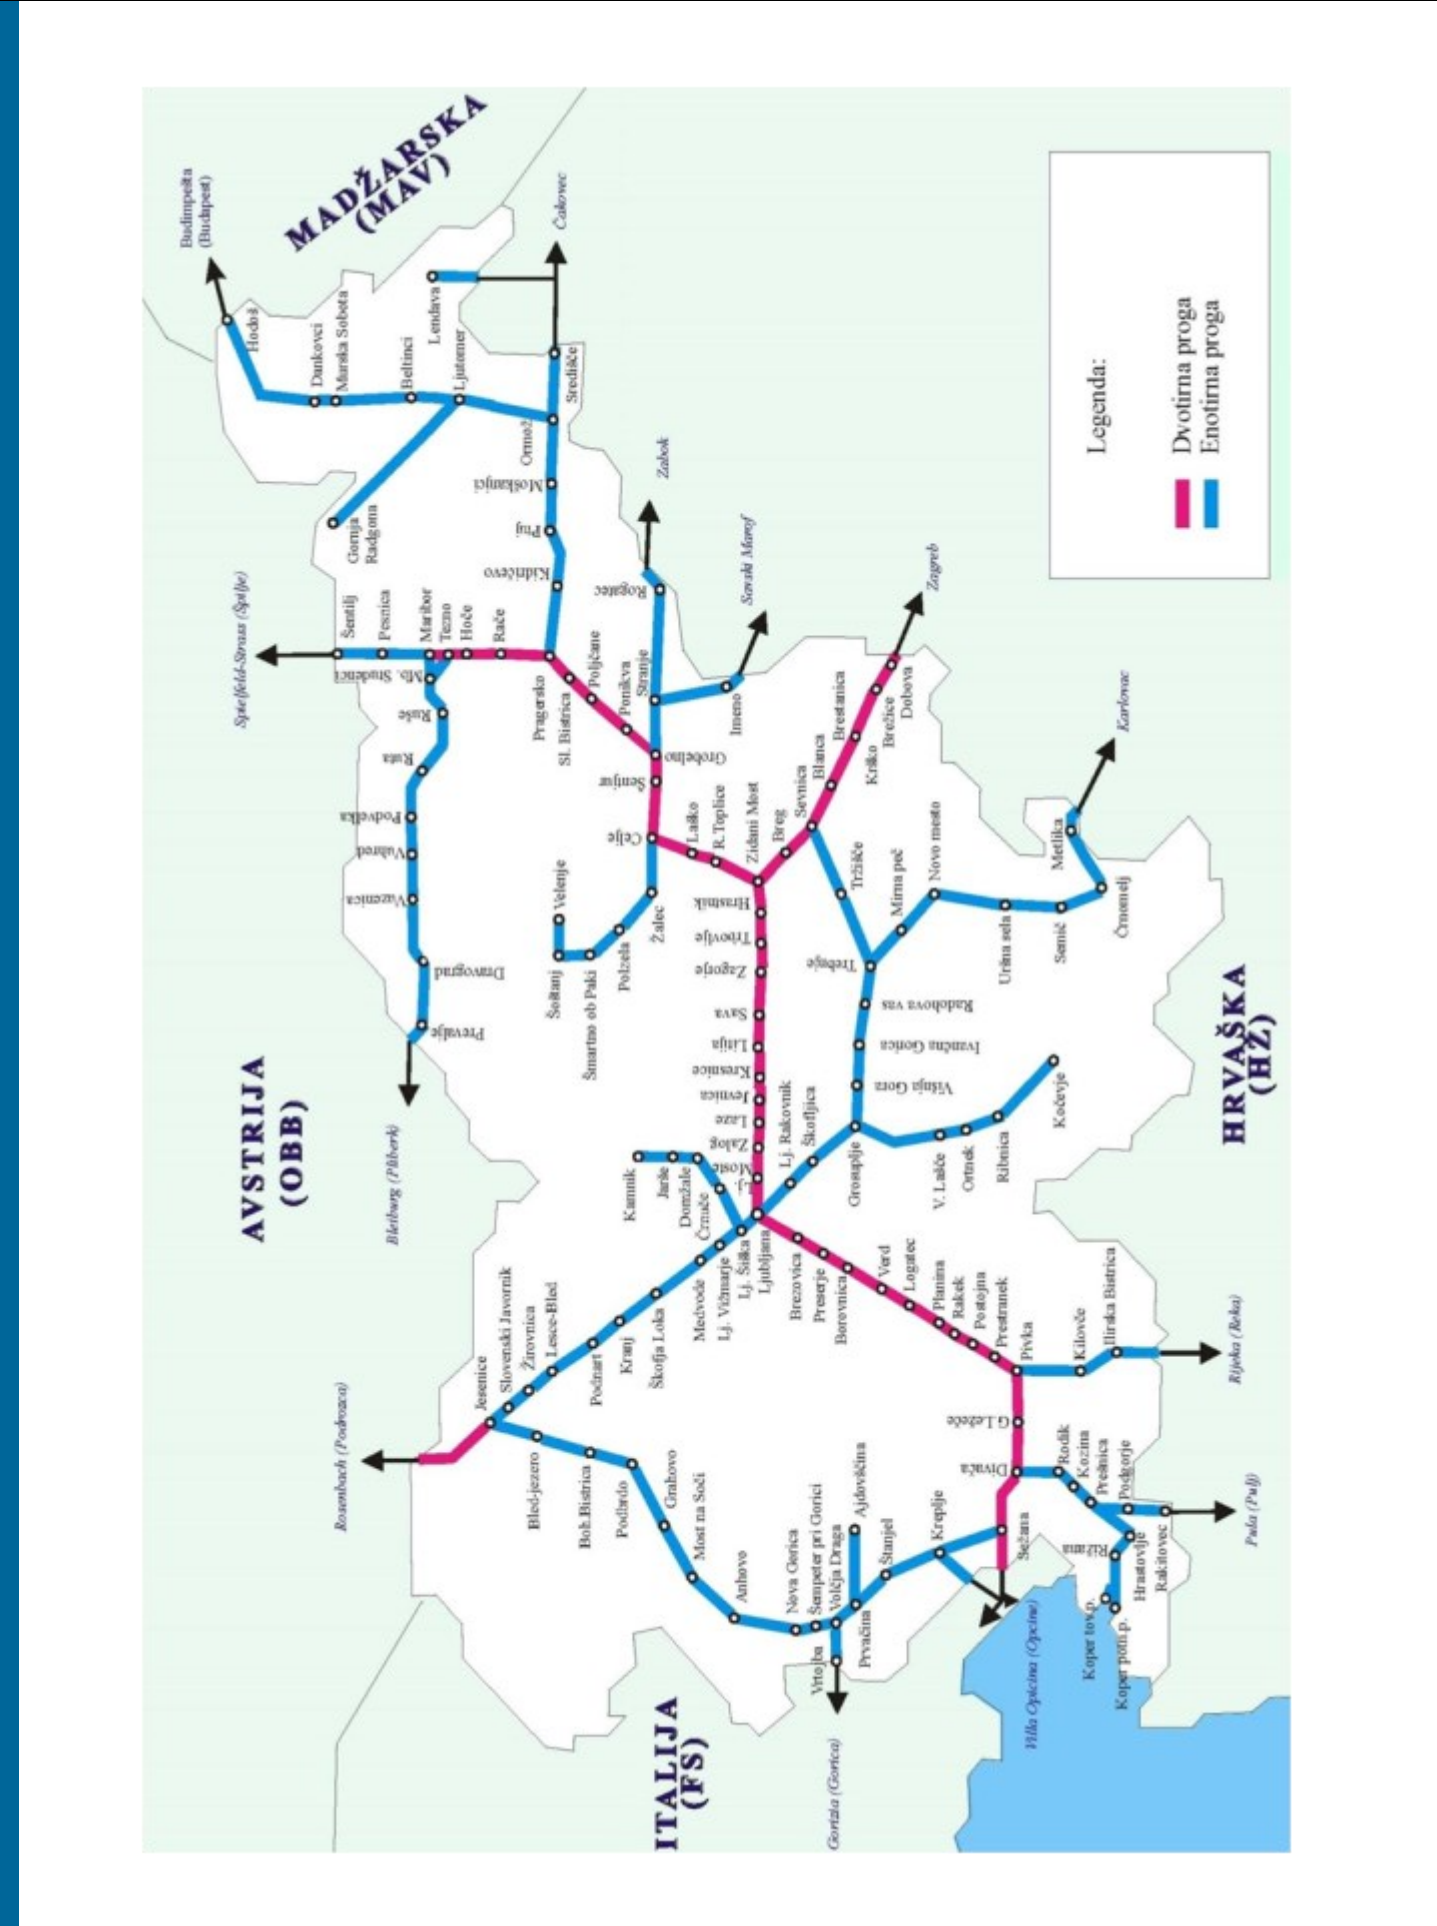 MADŽARSKA
(MAV)
Budimpešta
(Budapest)
Čakovec
Hodoš
Dankovci
Murska Sobota
Beltinci
Ljutomer
Lendava
Središče
Ormož
Moškanjci
Ptuj
Kidričevo
Gornja
Radgona
Spielfeld-Strass (Špilje)
Šentilj
Pesnica
Maribor
Tezno
Hoče
Rače
Mb. Studenci
Ruše
Ruta
Podvelka
Vuhred
Vuzenica
Dravograd
Prevalje
Bleiburg (Pliberk)
AVSTRIJA
(OBB)
Pragersko
Sl. Bistrica
Poljčane
Ponikva
Stranje
Rogatec
Zabok
Imeno
Savski Marof
Grobelno
Šentjur
Celje
Laško
R. Toplice
Zidani Most
Velenje
Šoštanj
Šmartno ob Paki
Polzela
Žalec
Breg
Sevnica
Blanca
Brestanica
Krško
Brežice
Dobova
Zagreb
Hrastnik
Trbovlje
Zagorje
Sava
Litija
Kresnice
Jevnica
Laze
Zalog
Lj. Moste
Tržišče
Mirna peč
Novo mesto
Uršna sela
Semič
Črnomelj
Metlika
Karlovac
Trebnje
Radohova vas
Ivančna Gorica
Višnja Gora
Grosuplje
Škofljica
Lj. Rakovnik
V. Lašče
Ortnek
Ribnica
Kočevje
HRVAŠKA
(HŽ)
Kamnik
Jarše
Domžale
Črnuče
Lj. Šiška
Ljubljana
Lj. Vižmarje
Medvode
Škofja Loka
Kranj
Podnart
Lesce-Bled
Žirovnica
Slovenski Javornik
Jesenice
Rosenbach (Podrozca)
Brezovica
Preserje
Borovnica
Verd
Logatec
Planina
Rakek
Postojna
Prestranek
Pivka
Kilovče
Ilirska Bistrica
Rijeka (Reka)
G.Ležeče
Divača
Rodik
Kozina
Prešnica
Podgorje
Rakitovec
Hrastovlje
Rižana
Koper tov.p.
Koper potn.p.
Pula (Pulj)
Bled-jezero
Boh.Bistrica
Podbrdo
Grahovo
Most na Soči
Anhovo
Nova Gorica
Šempeter pri Gorici
Volčja Draga
Ajdovščina
Prvačina
Vrtojba
Štanjel
Kreplje
Sežana
Villa Opicina (Opčine)
Gorizia (Gorica)
ITALIJA
(FS)
Legenda:
Dvotirna proga
Enotirna proga